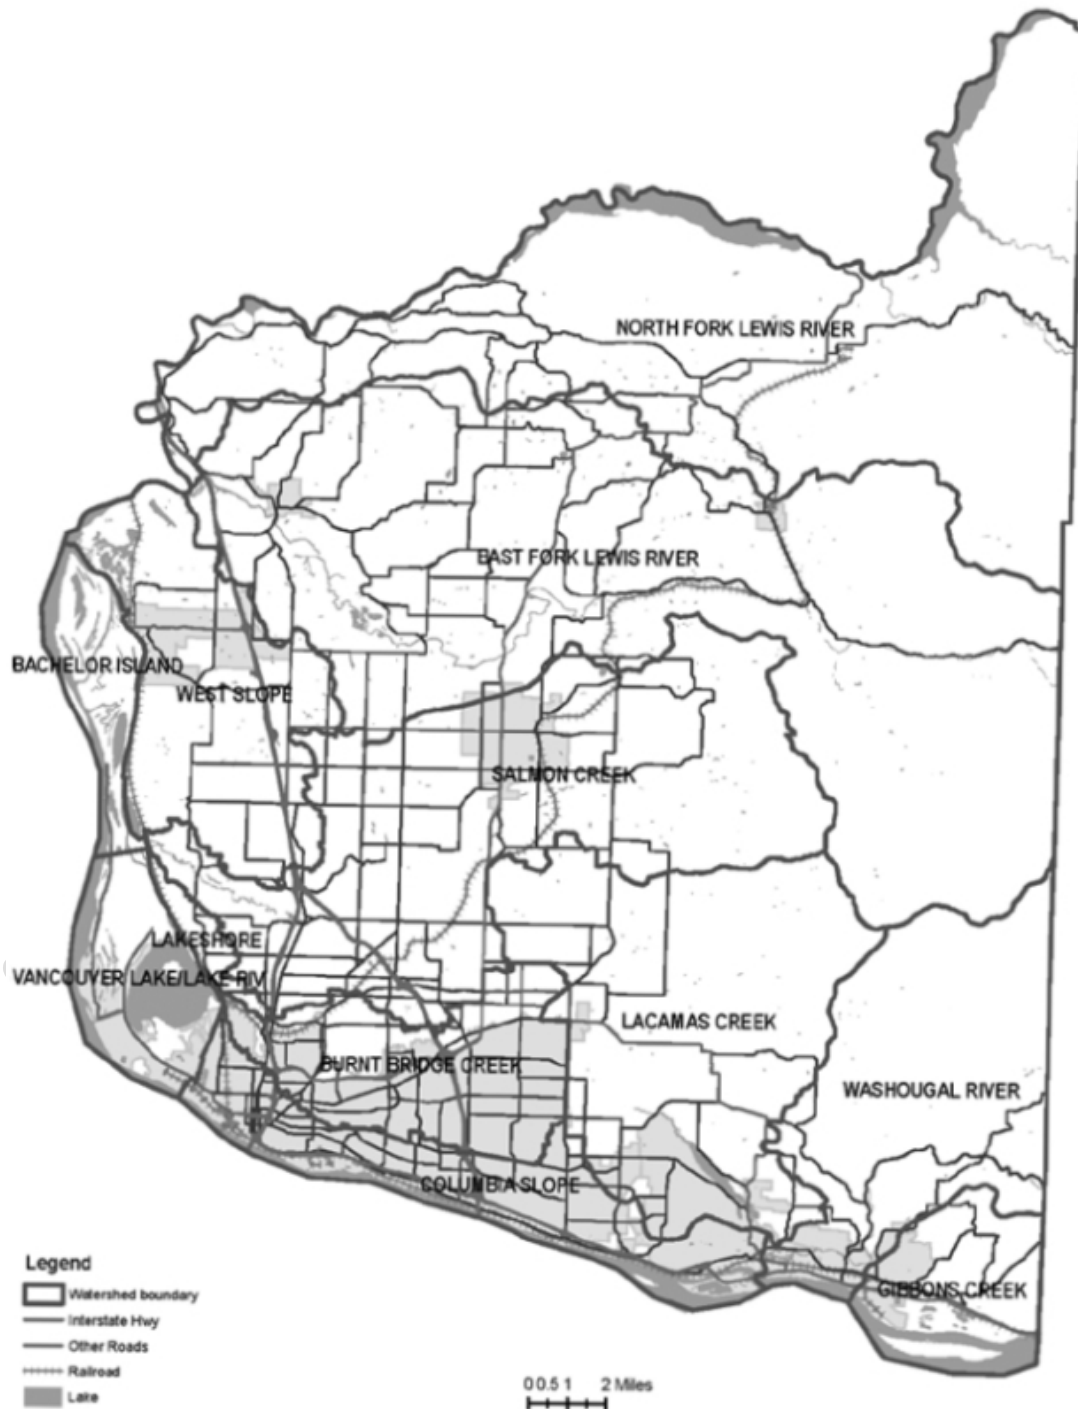 NORTH FORK LEWIS RIVER
EAST FORK LEWIS RIVER
BACHELOR ISLAND
WEST SLOPE
SALMON CREEK
LAKESHORE
VANCOUVER LAKE/LAKE RIV
LACAMAS CREEK
BURNT BRIDGE CREEK
WASHOUGAL RIVER
COLUMBIA SLOPE
GIBBONS CREEK
Legend
Watershed boundary
Interstate Hwy
Other Roads
Railroad
Lake
0 0.5 1 2 Miles